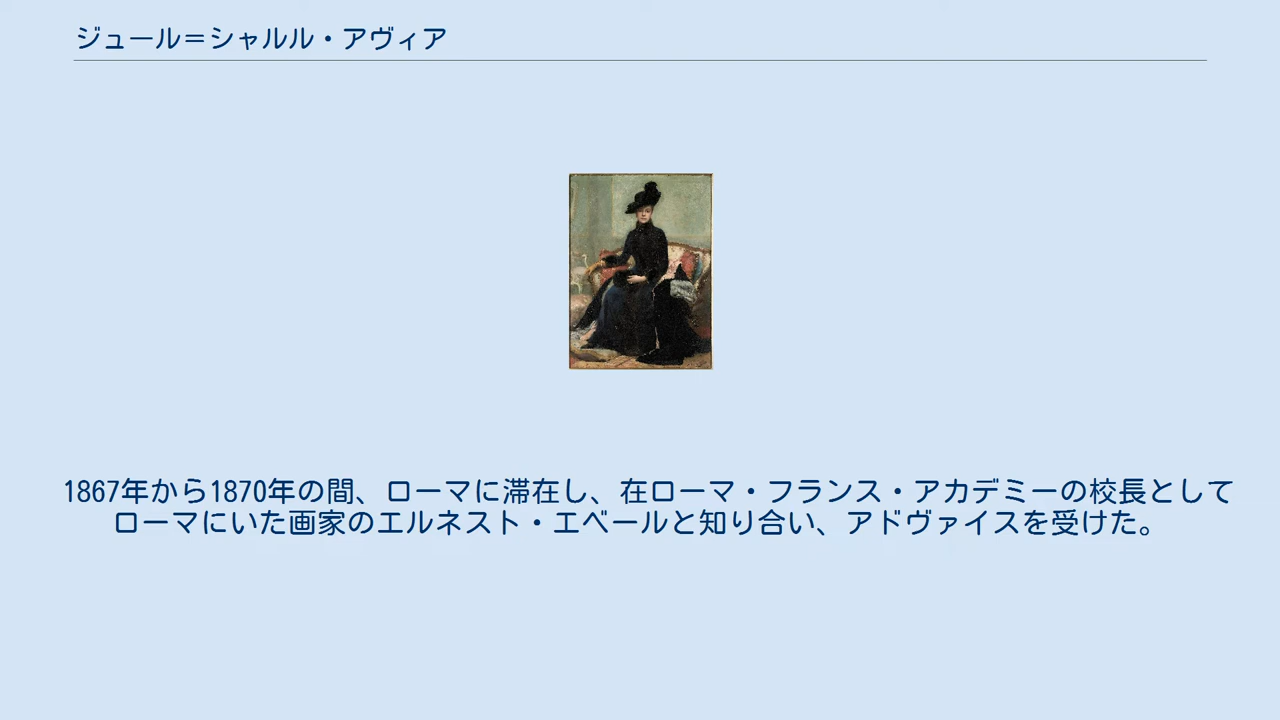 ジュール＝シャルル・アヴィア
1867年から1870年の間、ローマに滞在し、在ローマ・フランス・アカデミーの校長として
ローマにいた画家のエルネスト・エベールと知り合い、アドヴァイスを受けた。